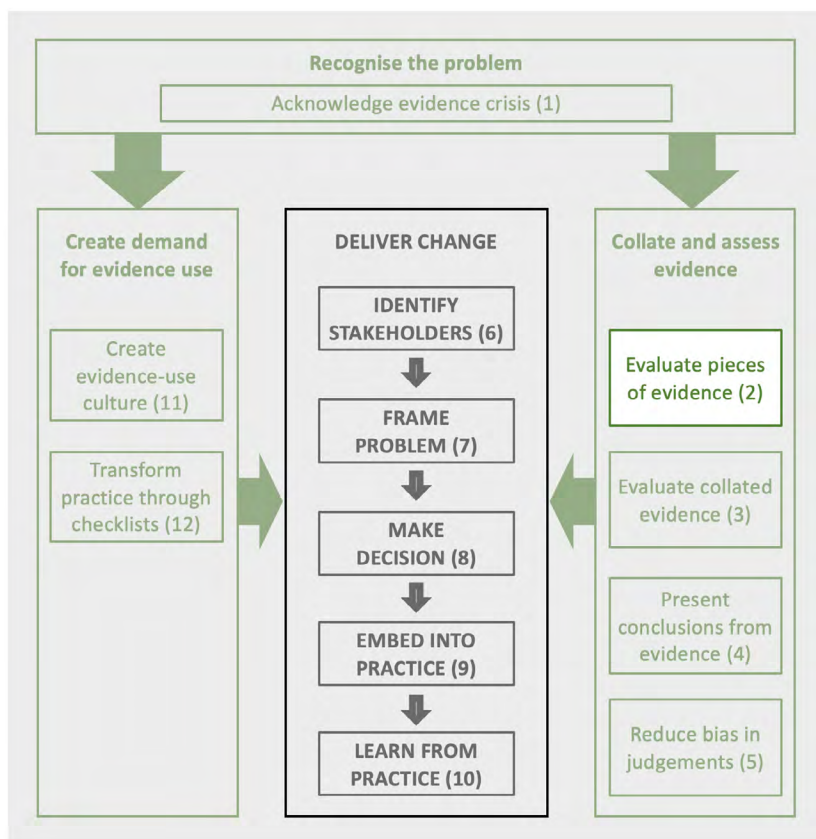 Recognise the problem
Acknowledge evidence crisis (1)
Create demand
for evidence use
Create
evidence-use
culture (11)
Transform
practice through
checklists (12)
DELIVER CHANGE
IDENTIFY
STAKEHOLDERS (6)
FRAME
PROBLEM (7)
MAKE
DECISION (8)
EMBED INTO
PRACTICE (9)
LEARN FROM
PRACTICE (10)
Collate and assess
evidence
Evaluate pieces
of evidence (2)
Evaluate collated
evidence (3)
Present
conclusions from
evidence (4)
Reduce bias in
judgements (5)